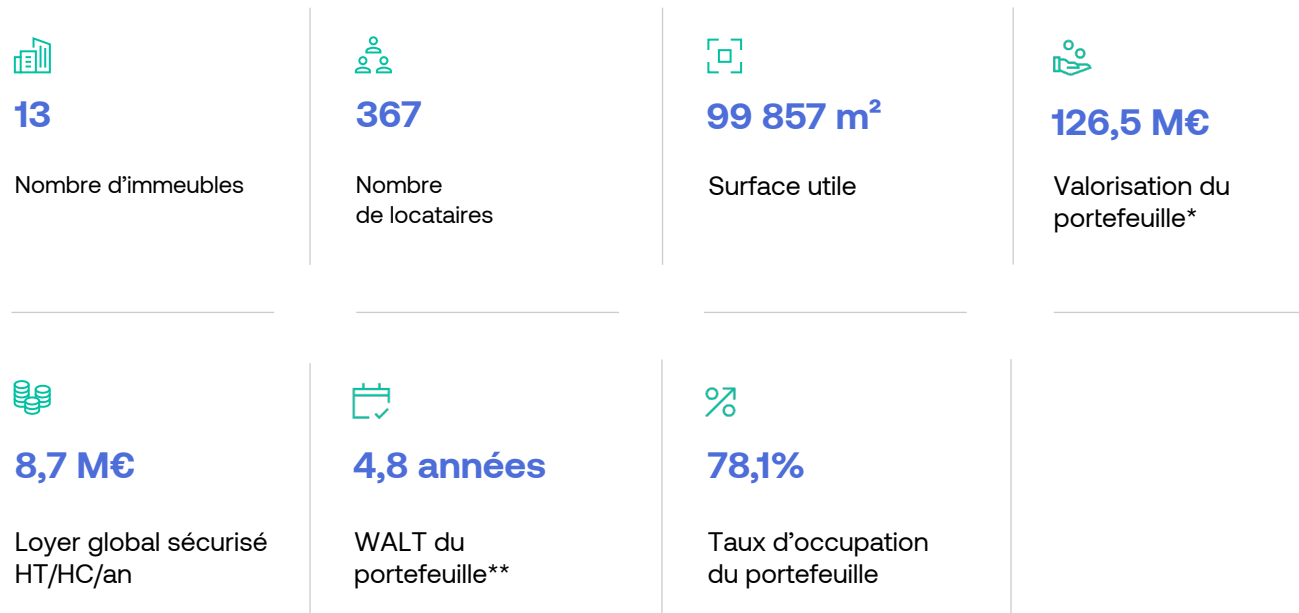 13
Nombre d’immeubles
367
Nombre
de locataires
99 857 m²
Surface utile
126,5 M€
Valorisation du
portefeuille*
8,7 M€
Loyer global sécurisé
HT/HC/an
4,8 années
WALT du
portefeuille**
78,1%
Taux d’occupation
du portefeuille